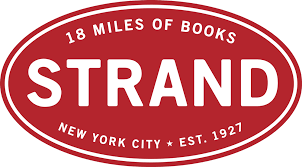 18 MILES OF BOOKS
STRAND
NEW YORK CITY ★ EST. 1927